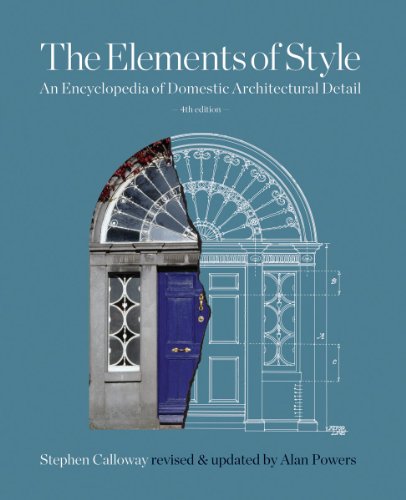 The Elements of Style
An Encyclopedia of Domestic Architectural Detail
— 4th edition —
B
A
C
Stephen Calloway revised & updated by Alan Powers